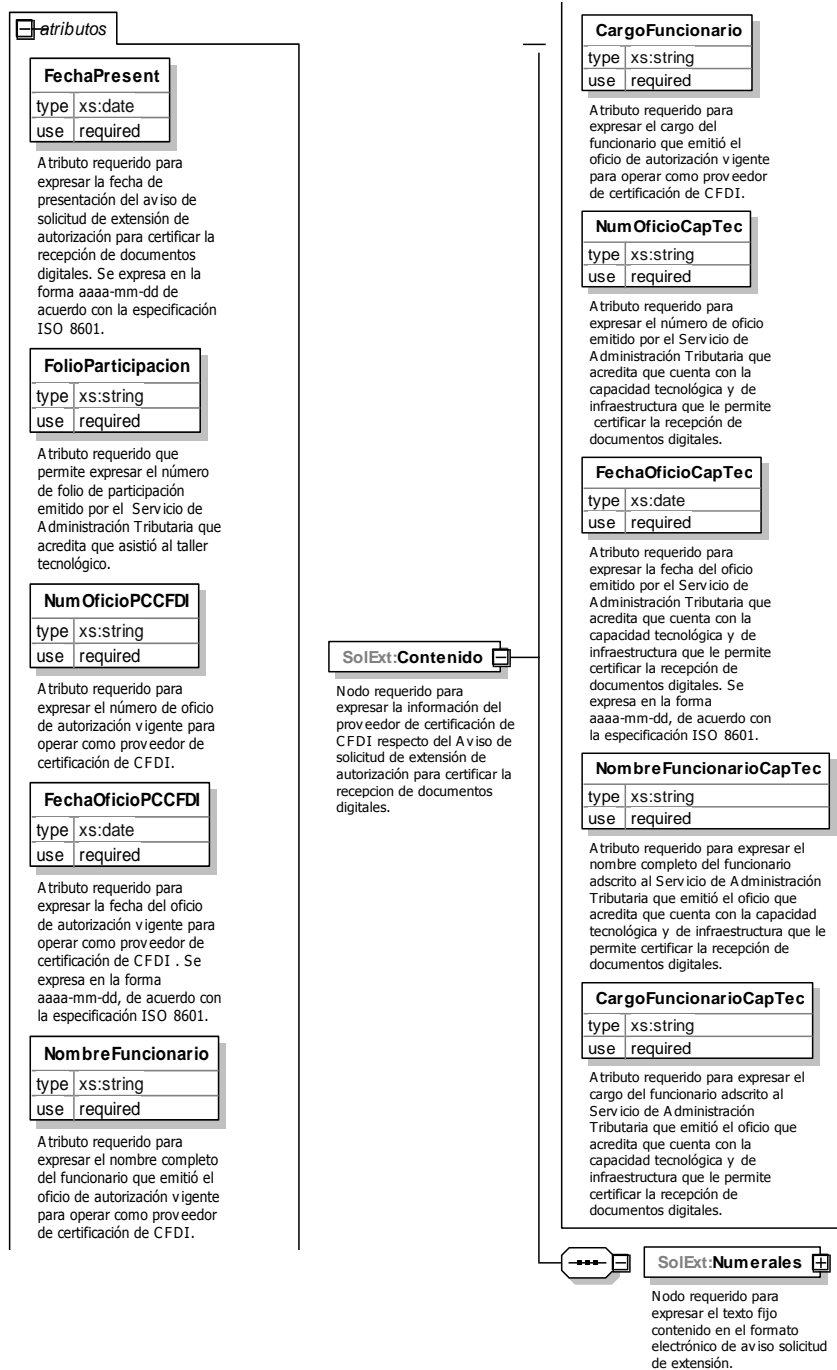 atributos
FechaPresent
type xs:date
use required
Atributo requerido para
expresar la fecha de
presentación del aviso de
solicitud de extensión de
autorización para certificar la
recepción de documentos
digitales. Se expresa en la
forma aaaa-mm-dd de
acuerdo con la especificación
ISO 8601.
FolioParticipacion
type xs:string
use required
Atributo requerido que
permite expresar el número
de folio de participación
emitido por el Servicio de
Administración Tributaria que
acredita que asistió al taller
tecnológico.
NumOficioPCCFDI
type xs:string
use required
Atributo requerido para
expresar el número de oficio
de autorización vigente para
operar como proveedor de
certificación de CFDI.
FechaOficioPCCFDI
type xs:date
use required
Atributo requerido para
expresar la fecha del oficio
de autorización vigente para
operar como proveedor de
certificación de CFDI . Se
expresa en la forma
aaaa-mm-dd, de acuerdo con
la especificación ISO 8601.
NombreFuncionario
type xs:string
use required
Atributo requerido para
expresar el nombre completo
del funcionario que emitió el
oficio de autorización vigente
para operar como proveedor
de certificación de CFDI.
SolExt:Contenido
Nodo requerido para
expresar la información del
proveedor de certificación de
CFDI respecto del Aviso de
solicitud de extensión de
autorización para certificar la
recepcion de documentos
digitales.
CargoFuncionario
type xs:string
use required
Atributo requerido para
expresar el cargo del
funcionario que emitió el
oficio de autorización vigente
para operar como proveedor
de certificación de CFDI.
NumOficioCapTec
type xs:string
use required
Atributo requerido para
expresar el número de oficio
emitido por el Servicio de
Administración Tributaria que
acredita que cuenta con la
capacidad tecnológica y de
infraestructura que le permite
certificar la recepción de
documentos digitales.
FechaOficioCapTec
type xs:date
use required
Atributo requerido para
expresar la fecha del oficio
emitido por el Servicio de
Administración Tributaria que
acredita que cuenta con la
capacidad tecnológica y de
infraestructura que le permite
certificar la recepción de
documentos digitales. Se
expresa en la forma
aaaa-mm-dd, de acuerdo con
la especificación ISO 8601.
NombreFuncionarioCapTec
type xs:string
use required
Atributo requerido para expresar el
nombre completo del funcionario
adscrito al Servicio de Administración
Tributaria que emitió el oficio que
acredita que cuenta con la capacidad
tecnológica y de infraestructura que le
permite certificar la recepción de
documentos digitales.
CargoFuncionarioCapTec
type xs:string
use required
Atributo requerido para expresar el
cargo del funcionario adscrito al
Servicio de Administración
Tributaria que emitió el oficio que
acredita que cuenta con la
capacidad tecnológica y de
infraestructura que le permite
certificar la recepción de
documentos digitales.
SolExt:Numerales
Nodo requerido para
expresar el texto fijo
contenido en el formato
electrónico de aviso solicitud
de extensión.